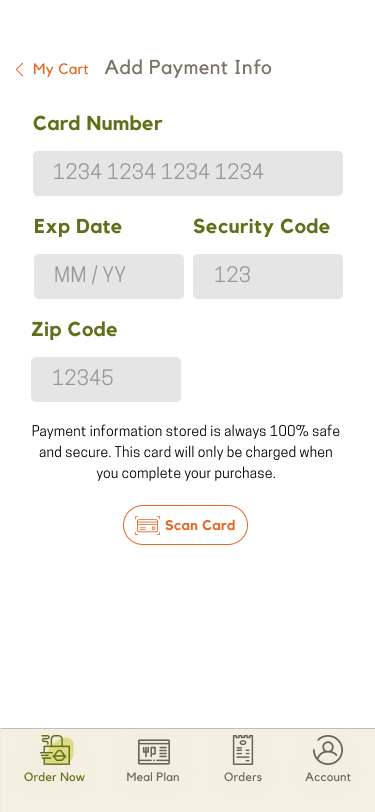 My Cart Add Payment Info
Card Number
1234 1234 1234 1234
Exp Date Security Code
MM / YY 123
Zip Code
12345
Payment information stored is always 100% safe
and secure. This card will only be charged when
you complete your purchase.
Scan Card
Order Now Meal Plan Orders Account